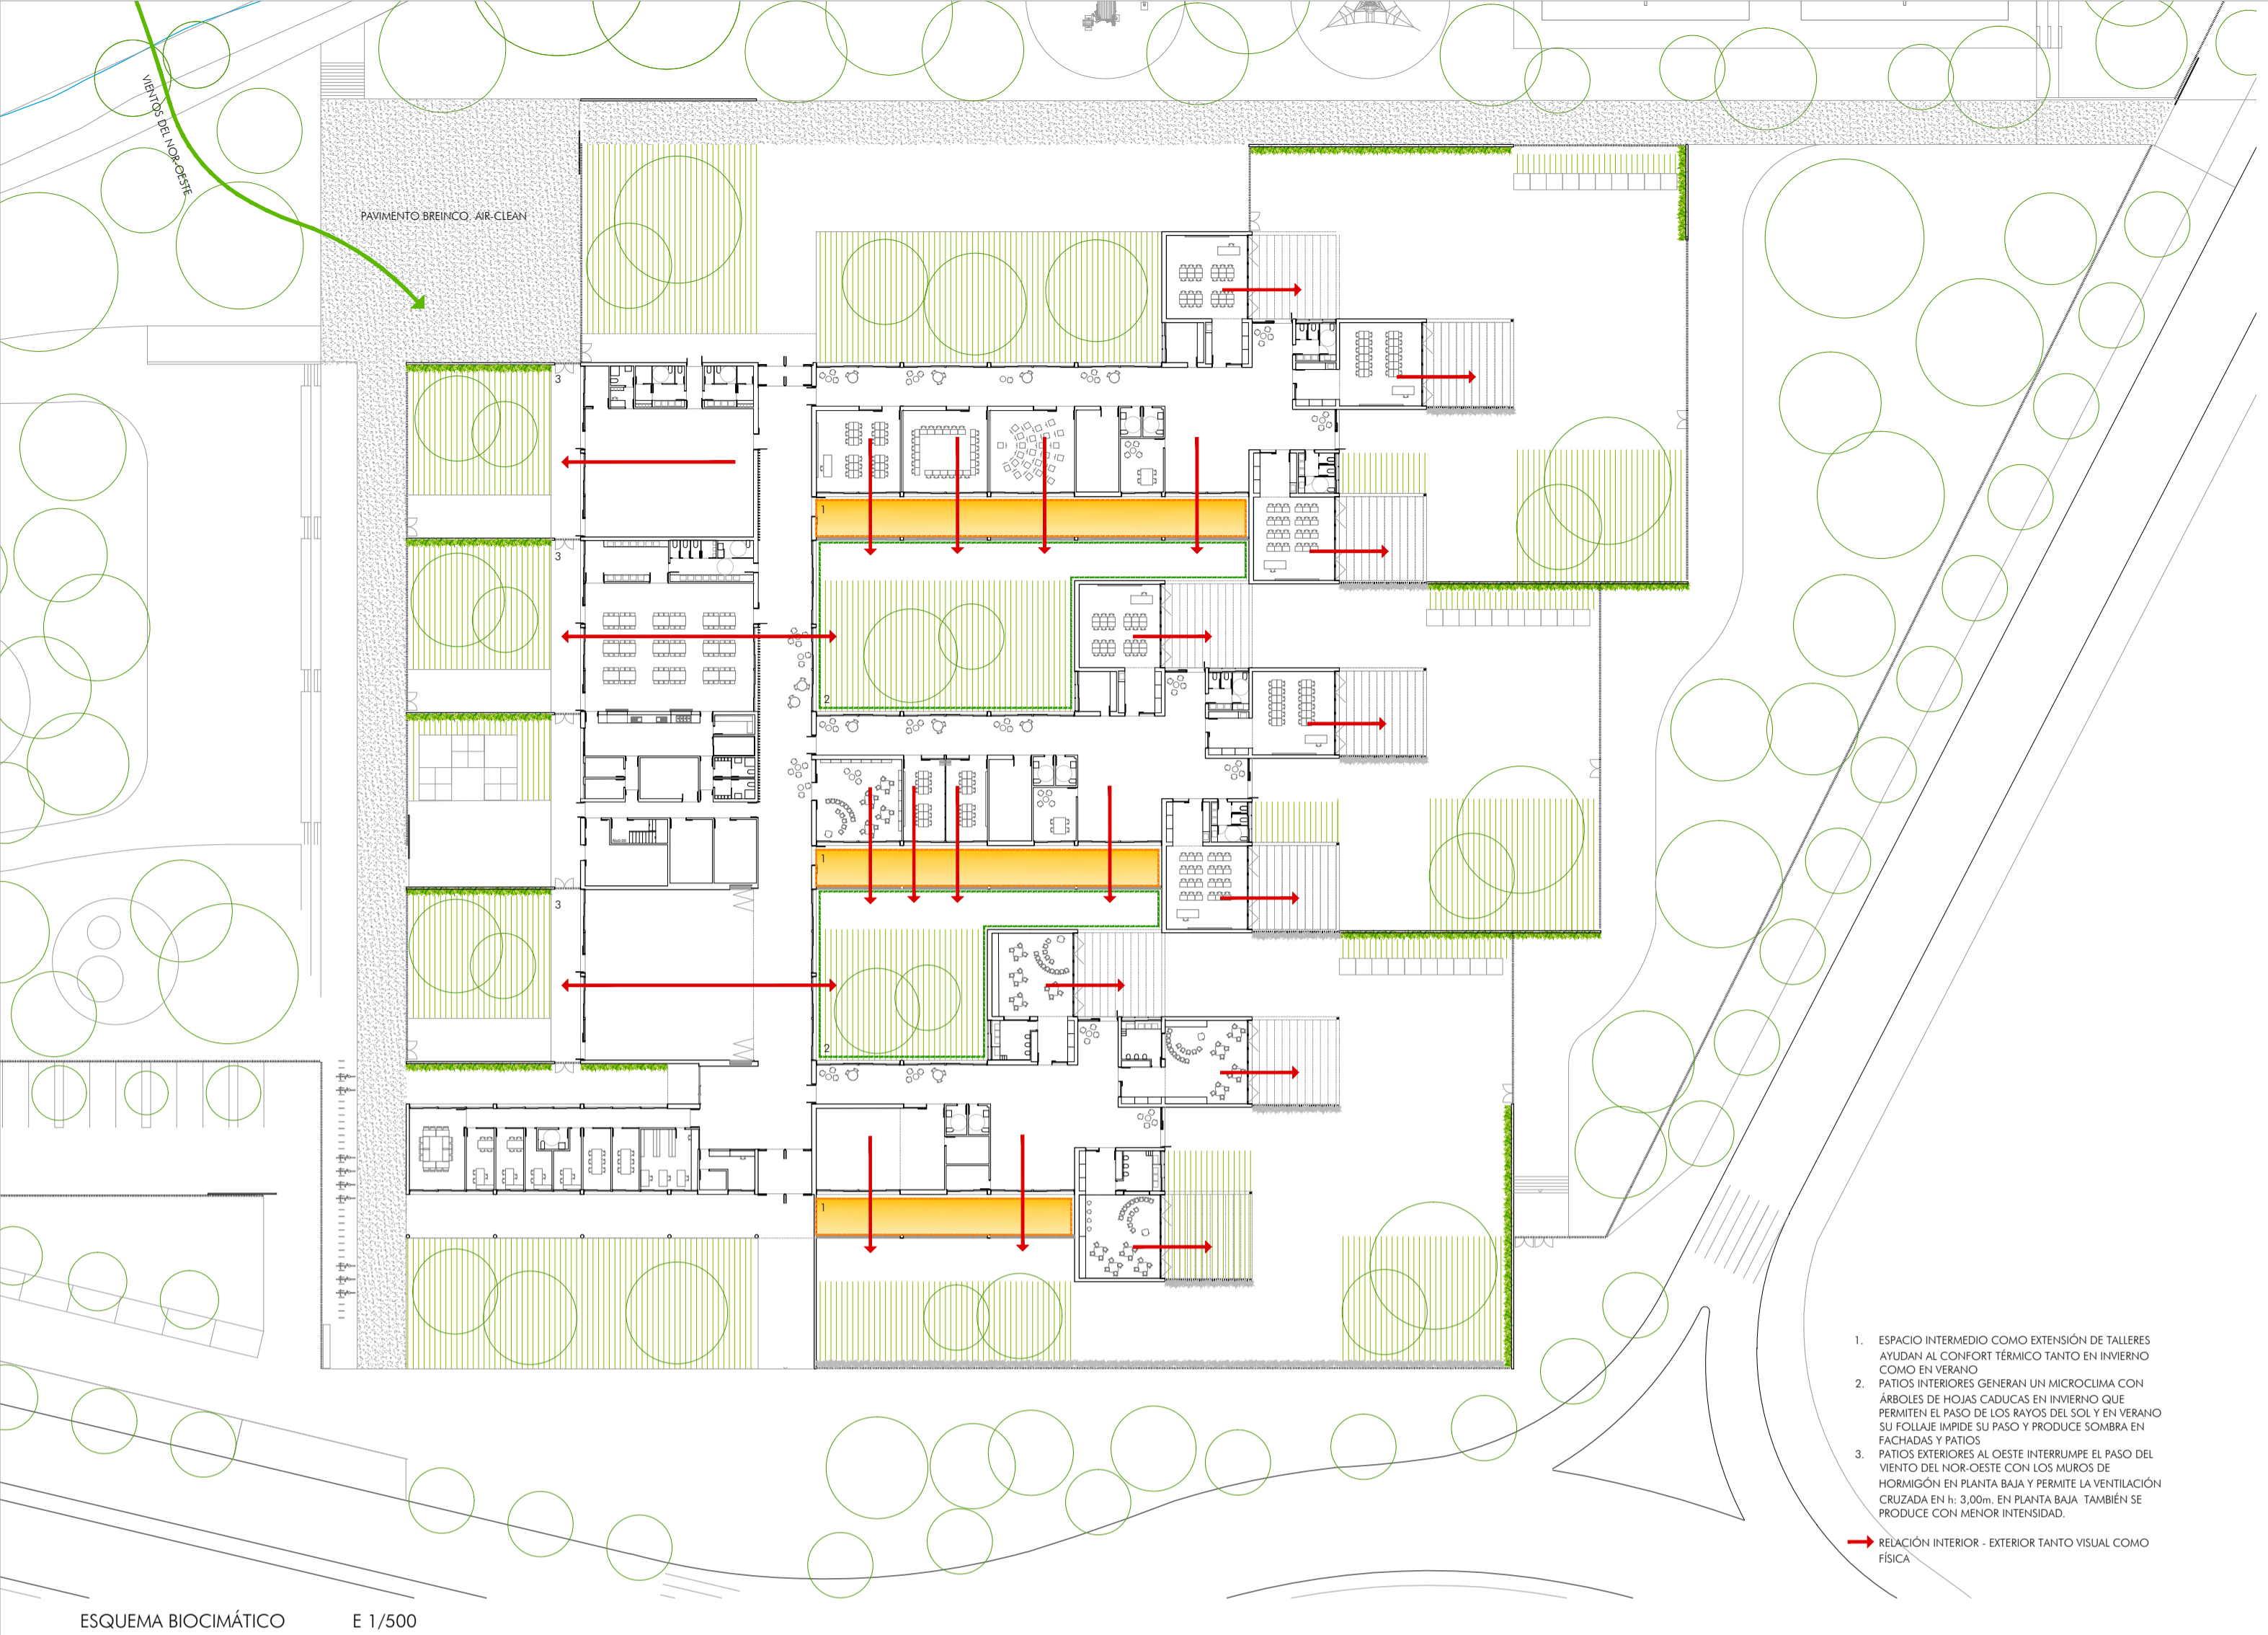 VIENTOS DEL NOR-OESTE
PAVIMENTO BREINCO, AIR-CLEAN
3
1
3
2
1
3
2
1
1. ESPACIO INTERMEDIO COMO EXTENSIÓN DE TALLERES
AYUDAN AL CONFORT TÉRMICO TANTO EN INVIERNO
COMO EN VERANO
2. PATIOS INTERIORES GENERAN UN MICROCLIMA CON
ÁRBOLES DE HOJAS CADUCAS EN INVIERNO QUE
PERMITEN EL PASO DE LOS RAYOS DEL SOL Y EN VERANO
SU FOLLAJE IMPIDE SU PASO Y PRODUCE SOMBRA EN
FACHADAS Y PATIOS
3. PATIOS EXTERIORES AL OESTE INTERRUMPE EL PASO DEL
VIENTO DEL NOR-OESTE CON LOS MUROS DE
HORMIGÓN EN PLANTA BAJA Y PERMITE LA VENTILACIÓN
CRUZADA EN h: 3,00m. EN PLANTA BAJA TAMBIÉN SE
PRODUCE CON MENOR INTENSIDAD.
RELACIÓN INTERIOR - EXTERIOR TANTO VISUAL COMO
FÍSICA
ESQUEMA BIOCIMÁTICO E 1/500